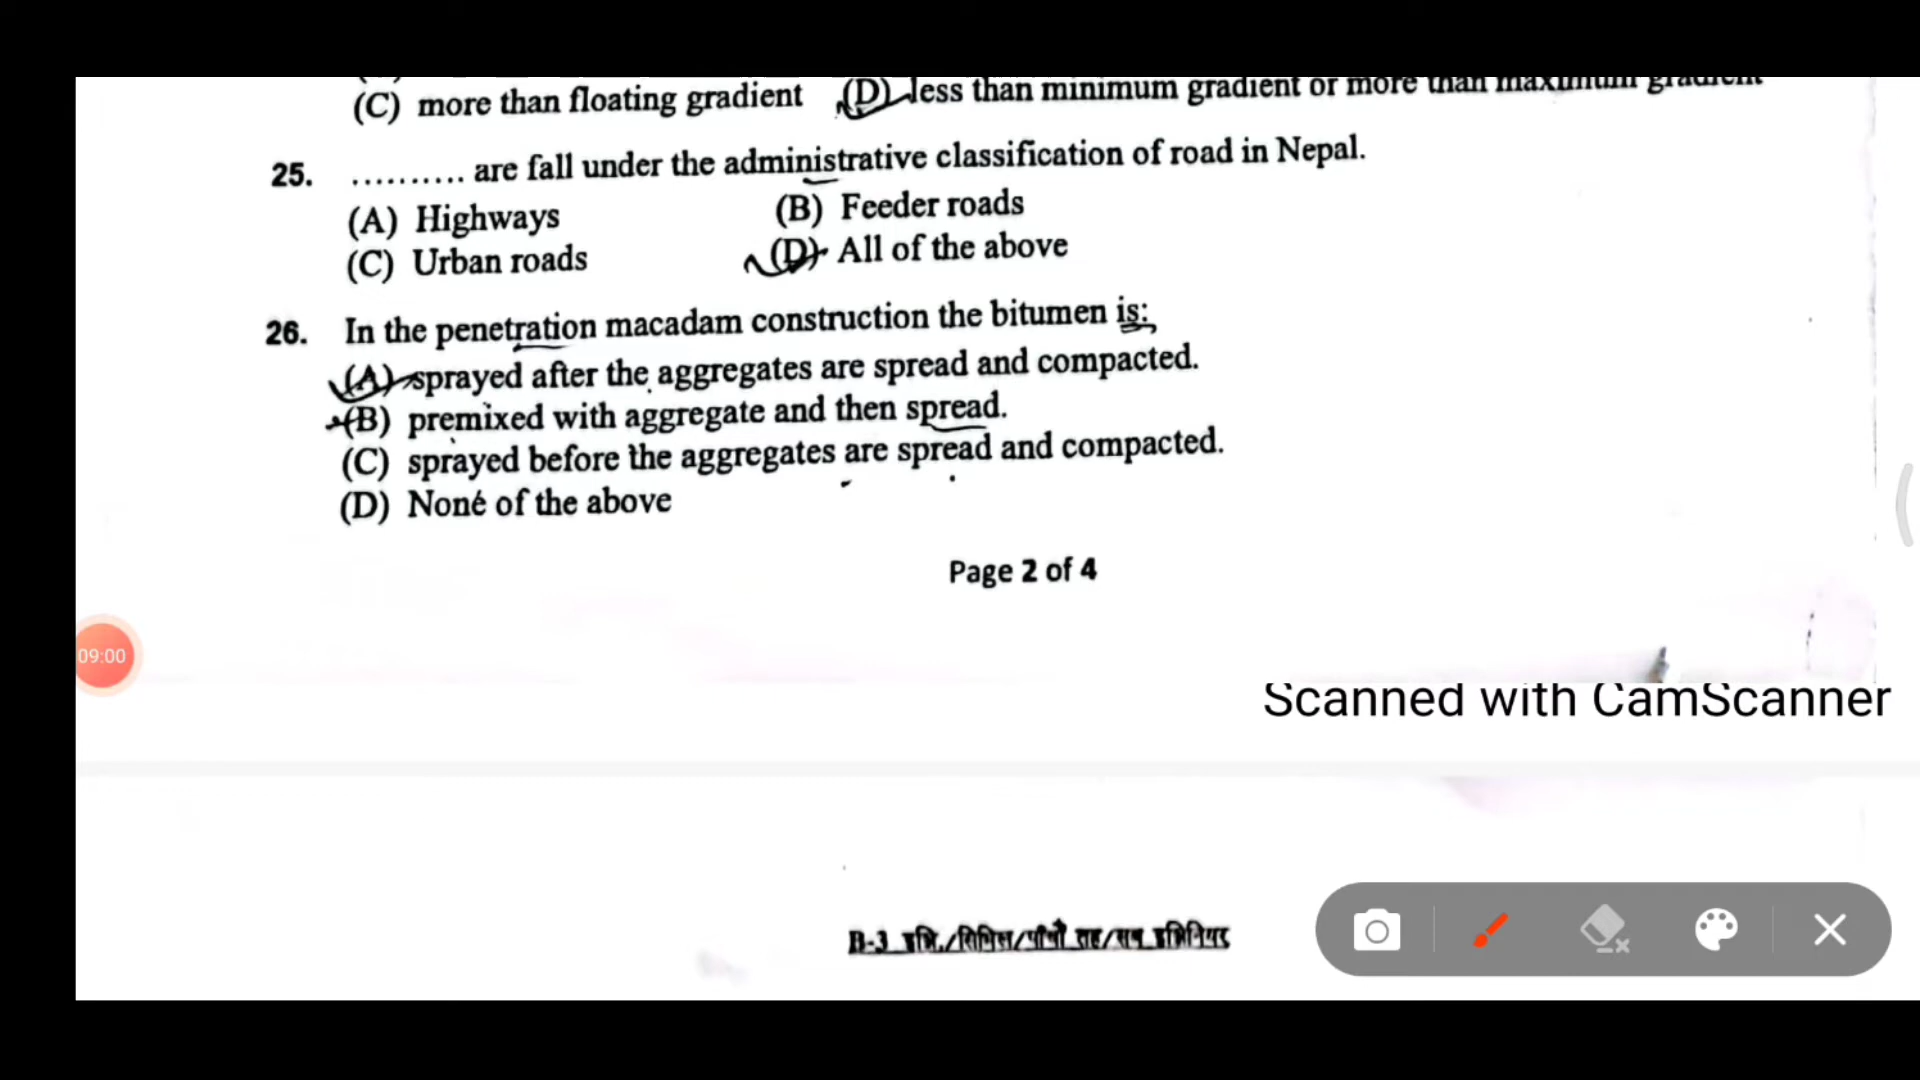 (C) more than floating gradient (D) less than minimum gradient or more than maximum gradient
25. .......... are fall under the administrative classification of road in Nepal.
(A) Highways (B) Feeder roads
(C) Urban roads (D) All of the above
26. In the penetration macadam construction the bitumen is:
(A) sprayed after the aggregates are spread and compacted.
(B) premixed with aggregate and then spread.
(C) sprayed before the aggregates are spread and compacted.
(D) None of the above
Page 2 of 4
09:00
Scanned with CamScanner
B-3